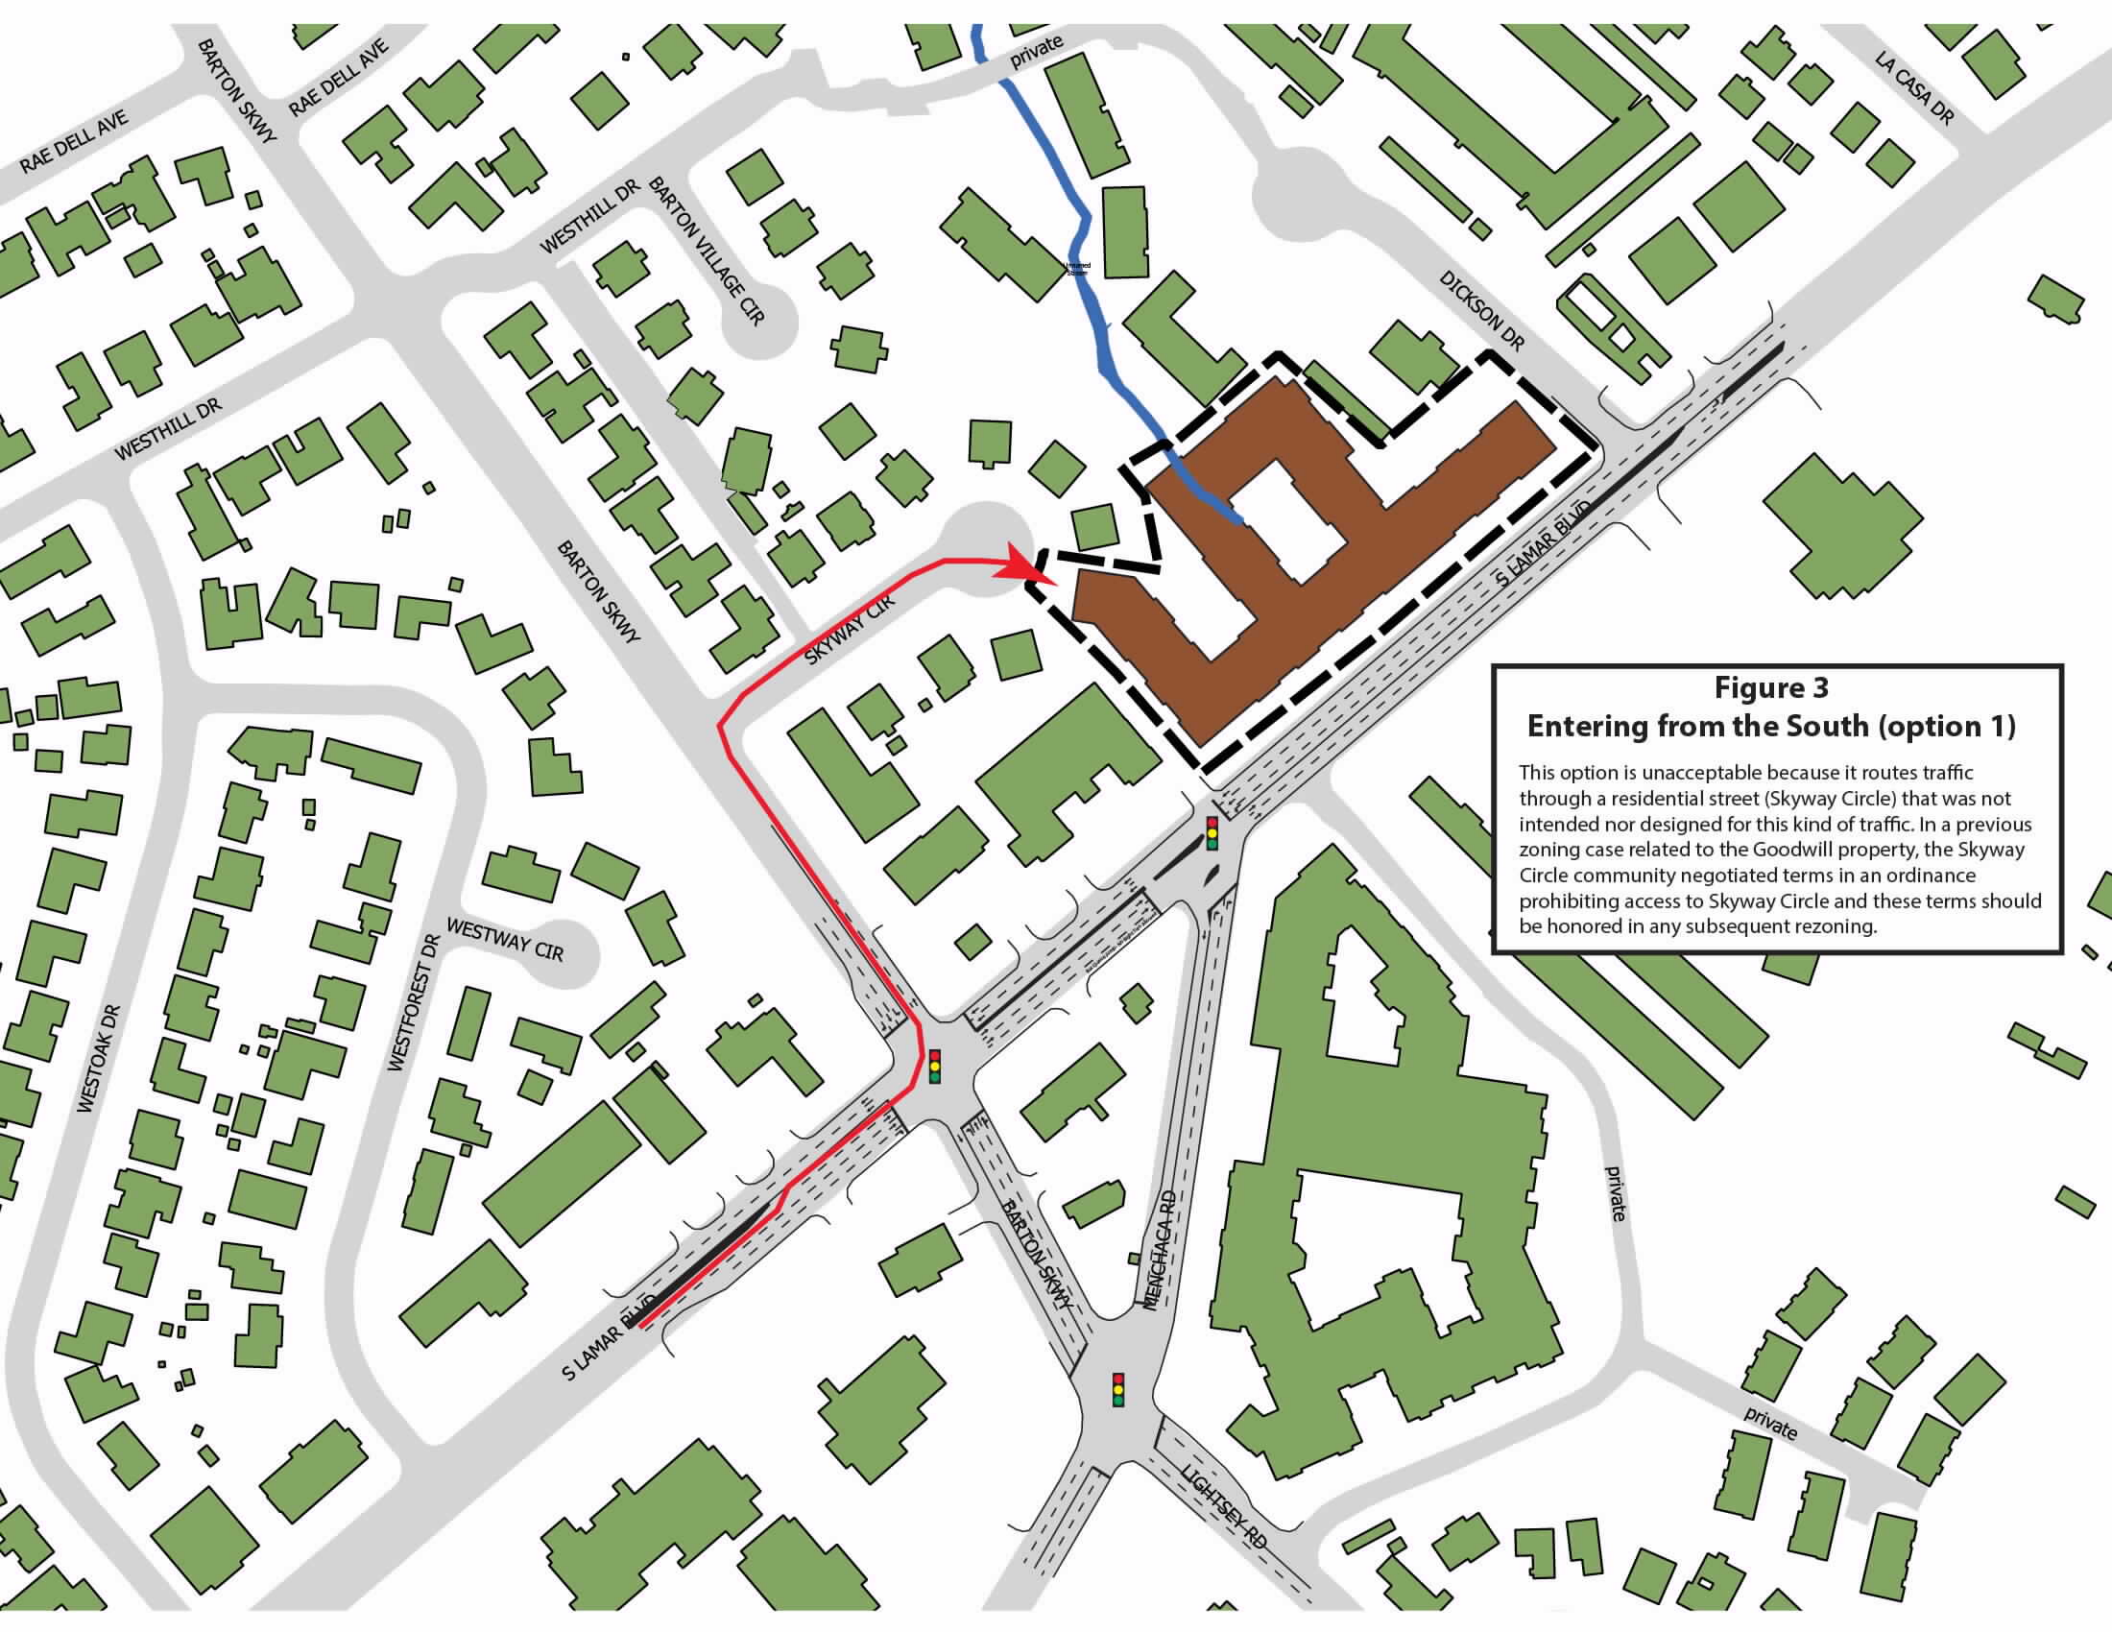 private
LA CASA DR
BARTON SKWY
RAE DELL AVE
RAE DELL AVE
WESTHILL DR
BARTON VILLAGE CIR
DICKSON DR
WESTHILL DR
S LAMAR BLVD
BARTON SKWY
SKYWAY CIR
Figure 3
Entering from the South (option 1)
This option is unacceptable because it routes traffic
through a residential street (Skyway Circle) that was not
intended nor designed for this kind of traffic. In a previous
zoning case related to the Goodwill property, the Skyway
Circle community negotiated terms in an ordinance
prohibiting access to Skyway Circle and these terms should
be honored in any subsequent rezoning.
WESTWAY CIR
WESTFOREST DR
WESTOAK DR
BARTON SKWY
MENCHACA RD
private
S LAMAR BLVD
private
LIGHTSEY RD